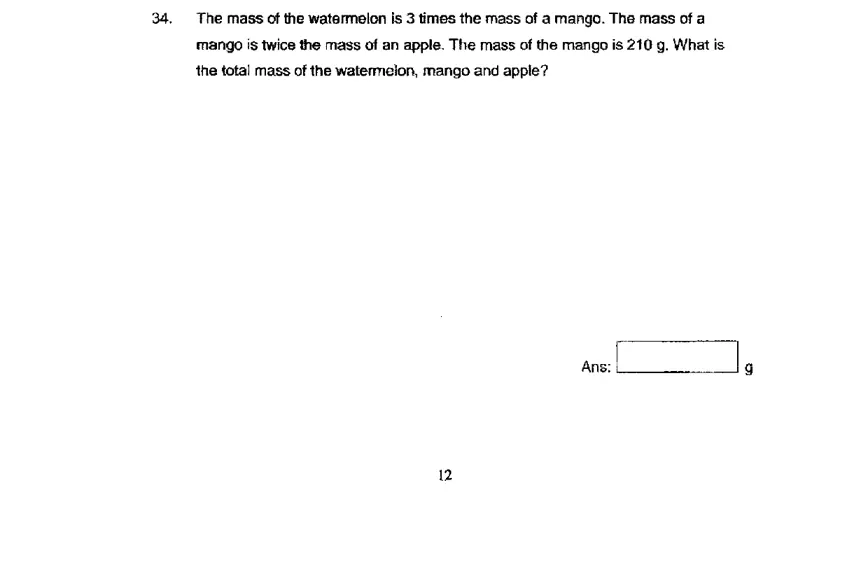 34. The mass of the watermelon is 3 times the mass of a mango. The mass of a
mango is twice the mass of an apple. The mass of the mango is 210 g. What is
the total mass of the watermelon, mango and apple?
Ans: g
12